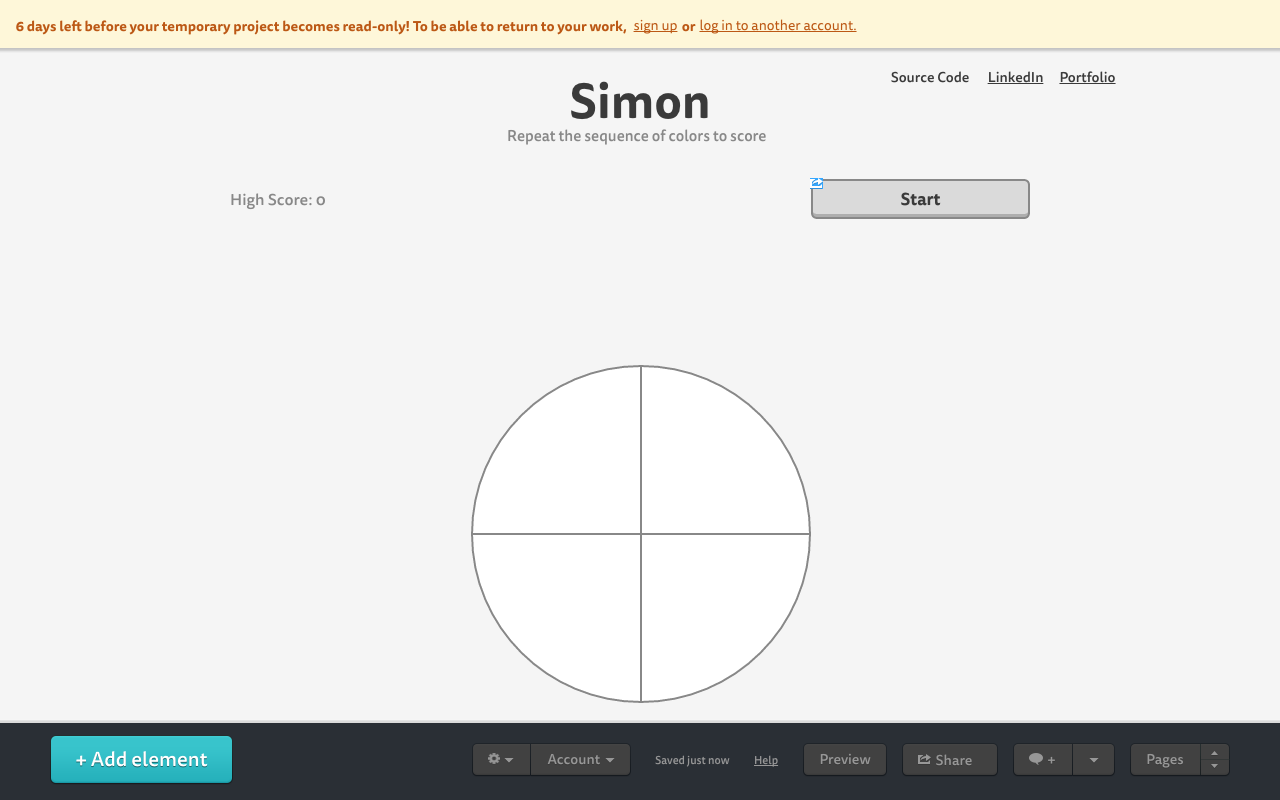 6 days left before your temporary project becomes read-only! To be able to return to your work, sign up or log in to another account.
Source Code LinkedIn Portfolio
Simon
Repeat the sequence of colors to score
High Score: 0
Start
+ Add element
Account
Saved just now
Help
Preview
Share
+
Pages